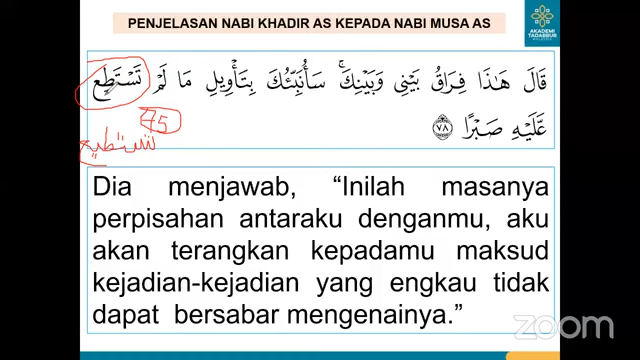 PENJELASAN NABI KHADIR AS KEPADA NABI MUSA AS
AKADEMI
TADABBUR
MALAYSIA
قَالَ هَٰذَا فِرَاقُ بَيْنِى وَبَيْنِكَ ۚ سَأُنَبِّئُكَ بِتَأْوِيلِ مَا لَمْ تَسْتَطِع
عَّلَيْهِ صَبْرًا ٧٨
75
تستطيع
Dia menjawab, “Inilah masanya
perpisahan antaraku denganmu, aku
akan terangkan kepadamu maksud
kejadian-kejadian yang engkau tidak
dapat bersabar mengenainya.”
zoom